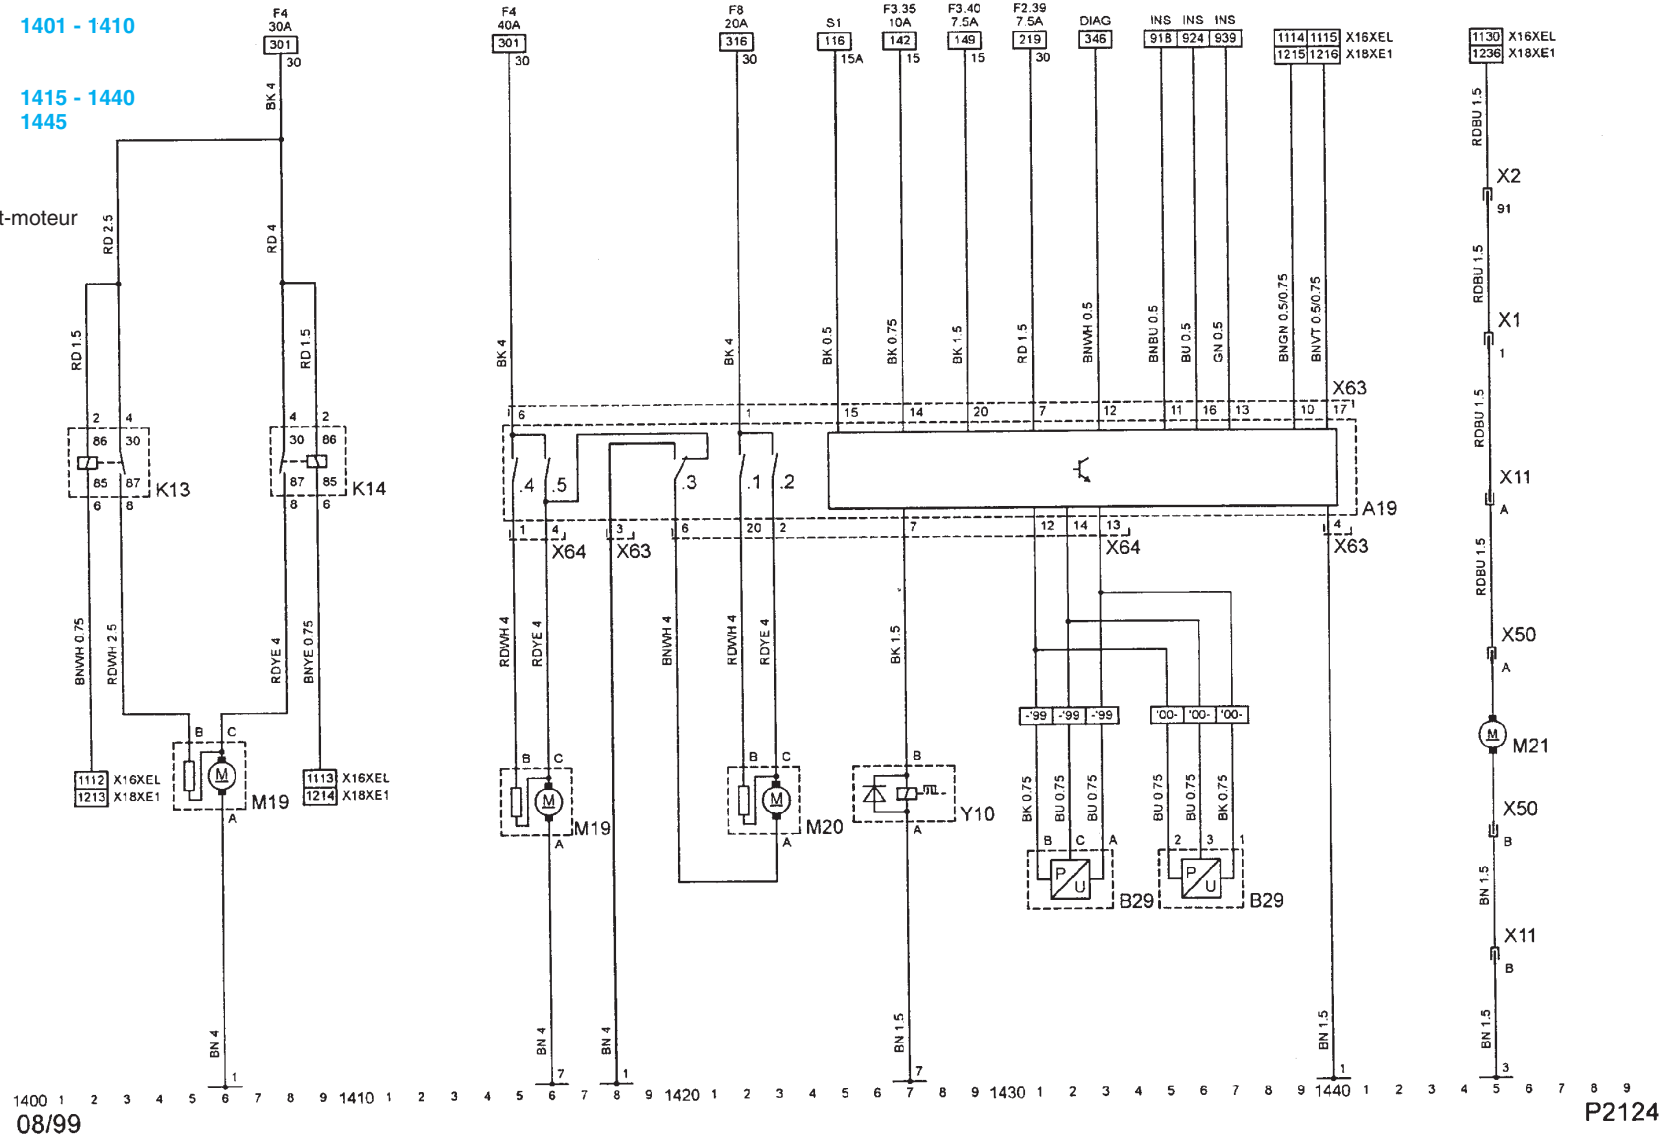 1401 - 1410
1415 - 1440
1445
t-moteur
F4 F4 F8 S1 F3.35 F3.40 F2.39 DIAG INS INS INS
30A 40A 20A 10A 7.5A 7.5A
301 301 316 116 142 149 219 346 918 924 939 1114 1115 X16XEL 1130 X16XEL
1215 1216 X18XE1 1236 X18XE1
30 30 30 15A 15 15 30
BK 4
RD 2.5 RD 4
RD 1.5 RD 1.5 BK 4 BK 4 BK 0.5 BK 0.75 BK 1.5 RD 1.5 BNWH 0.5 BNBU 0.5 BU 0.5 GN 0.5 BNGN 0.5/0.75 BNVT 0.5/0.75
RDBU 1.5
X2
91
RDBU 1.5
X1
1
RDBU 1.5
X11
A
RDBU 1.5
X50
A
M
M21
X50
B
BN 1.5
X11
B
BN 1.5
3
X63
6 1 15 14 20 7 12 11 16 13 10 17
2 4 4 2
86 30 30 86
85 87 87 85
K13 K14
6 8 8 6
.4 .5 .3 .1 .2
A19
1 4 3 6 20 2 7 12 14 13 4
X64 X63 X64 X63
BNWH 0.75 RDWH 2.5 RDYE 4 BNYE 0.75 RDWH 4 RDYE 4 BNWH 4 RDWH 4 RDYE 4 BK 1.5
-'99 -'99 -'99 '00- '00- '00-
B C B C B C B
1112 X16XEL M 1113 X16XEL
1213 X18XE1 1214 X18XE1
M19
A
M M19 M M20 Y10
A A A
BK 0.75 BU 0.75 BU 0.75 BU 0.75 BU 0.75 BK 0.75
B C A 2 3 1
P U P U
B29 B29
BN 4 BN 4 BN 4 BN 1.5 BN 1.5
1 7 1 7 1
1400 1 2 3 4 5 6 7 8 9 1410 1 2 3 4 5 6 7 8 9 1420 1 2 3 4 5 6 7 8 9 1430 1 2 3 4 5 6 7 8 9 1440 1 2 3 4 5 6 7 8 9
08/99 P2124